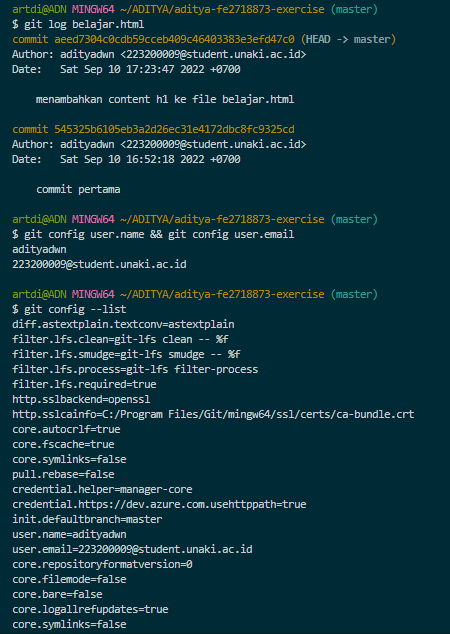 artdi@ADN MINGW64 ~/ADITYA/aditya-fe2718873-exercise (master)
$ git log belajar.html
commit aeed7304c0cdb59cceb409c46403383e3efd47c0 (HEAD -> master)
Author: adityadwn <223200009@student.unaki.ac.id>
Date:   Sat Sep 10 17:23:47 2022 +0700

    menambahkan content h1 ke file belajar.html

commit 545325b6105eb3a2d26ec31e4172dbc8fc9325cd
Author: adityadwn <223200009@student.unaki.ac.id>
Date:   Sat Sep 10 16:52:18 2022 +0700

    commit pertama

artdi@ADN MINGW64 ~/ADITYA/aditya-fe2718873-exercise (master)
$ git config user.name && git config user.email
adityadwn
223200009@student.unaki.ac.id

artdi@ADN MINGW64 ~/ADITYA/aditya-fe2718873-exercise (master)
$ git config --list
diff.astextplain.textconv=astextplain
filter.lfs.clean=git-lfs clean -- %f
filter.lfs.smudge=git-lfs smudge -- %f
filter.lfs.process=git-lfs filter-process
filter.lfs.required=true
http.sslbackend=openssl
http.sslcainfo=C:/Program Files/Git/mingw64/ssl/certs/ca-bundle.crt
core.autocrlf=true
core.fscache=true
core.symlinks=false
pull.rebase=false
credential.helper=manager-core
credential.https://dev.azure.com.usehttppath=true
init.defaultbranch=master
user.name=adityadwn
user.email=223200009@student.unaki.ac.id
core.repositoryformatversion=0
core.filemode=false
core.bare=false
core.logallrefupdates=true
core.symlinks=false